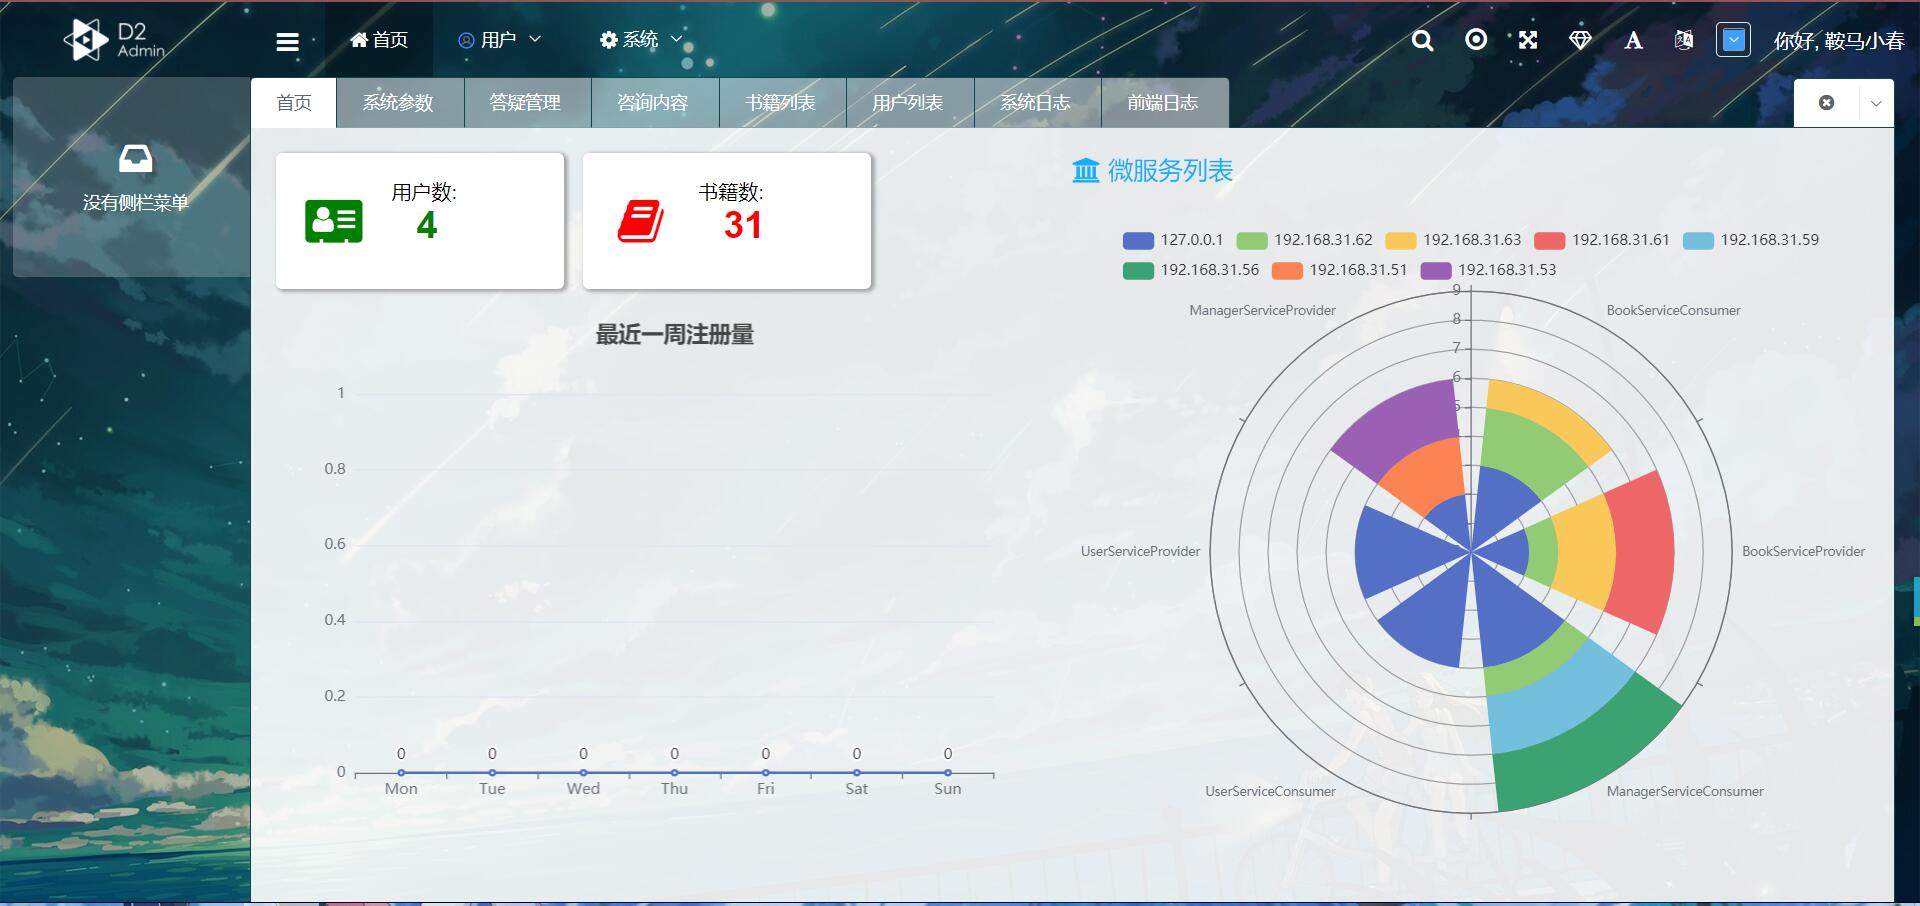 D2
Admin
首页
用户
系统
A
你好, 鞍马小春
首页
系统参数
答疑管理
咨询内容
书籍列表
用户列表
系统日志
前端日志
没有侧栏菜单
用户数:
4
书籍数:
31
最近一周注册量
1
0.8
0.6
0.4
0.2
0
0 0 0 0 0 0 0
Mon Tue Wed Thu Fri Sat Sun
微服务列表
127.0.0.1 192.168.31.62 192.168.31.63 192.168.31.61 192.168.31.59
192.168.31.56 192.168.31.51 192.168.31.53
9
8
7
6
5
ManagerServiceProvider
BookServiceConsumer
UserServiceProvider
BookServiceProvider
UserServiceConsumer
ManagerServiceConsumer